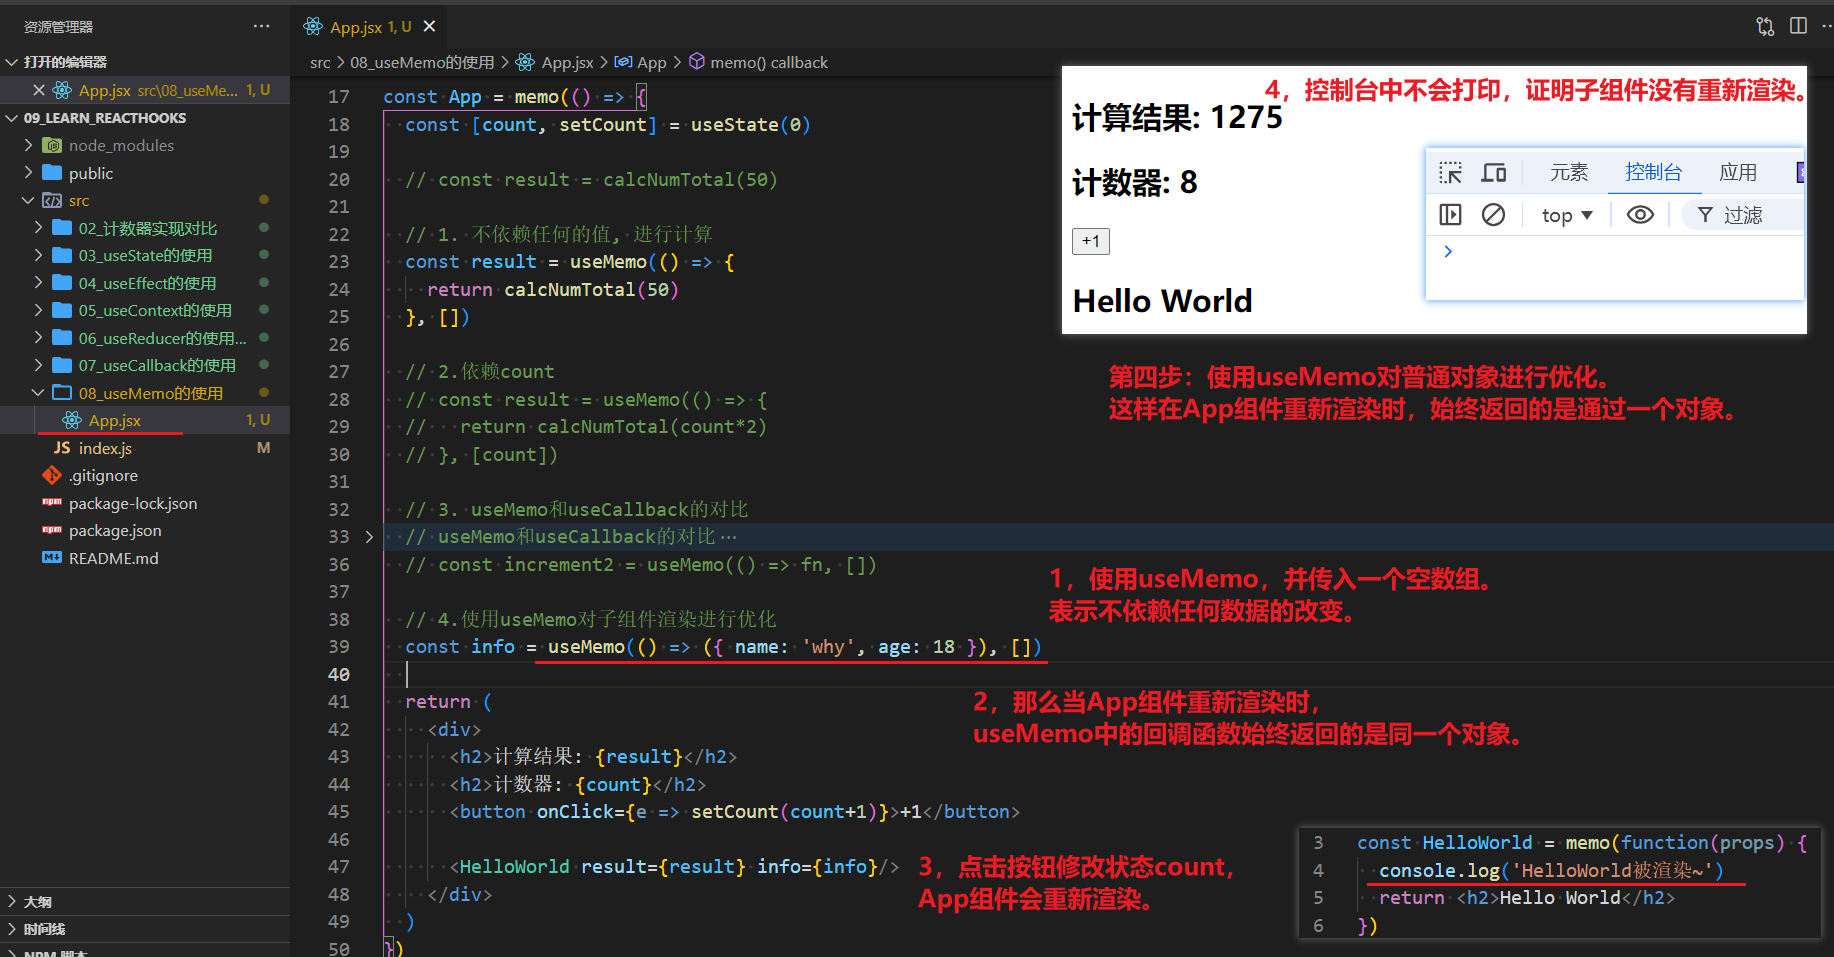 资源管理器
打开的编辑器
App.jsx src\08_useMe... 1, U
09_LEARN_REACTHOOKS
node_modules
public
src
02_计数器实现对比
03_useState的使用
04_useEffect的使用
05_useContext的使用
06_useReducer的使用...
07_useCallback的使用
08_useMemo的使用
App.jsx 1, U
JS index.js M
.gitignore
package-lock.json
package.json
README.md
大纲
时间线
NPM 脚本
App.jsx 1, U
src > 08_useMemo的使用 > App.jsx > App > memo() callback
17 const App = memo(() => {
18 const [count, setCount] = useState(0)
19
20 // const result = calcNumTotal(50)
21
22 // 1. 不依赖任何的值, 进行计算
23 const result = useMemo(() => {
24 return calcNumTotal(50)
25 }, [])
26
27 // 2.依赖count
28 // const result = useMemo(() => {
29 // return calcNumTotal(count*2)
30 // }, [count])
31
32 // 3. useMemo和useCallback的对比
33 // useMemo和useCallback的对比 ...
36 // const increment2 = useMemo(() => fn, [])
37
38 // 4.使用useMemo对子组件渲染进行优化
39 const info = useMemo(() => ({ name: 'why', age: 18 }), [])
40
41 return (
42 <div>
43 <h2>计算结果: {result}</h2>
44 <h2>计数器: {count}</h2>
45 <button onClick={e => setCount(count+1)}>+1</button>
46
47 <HelloWorld result={result} info={info}/>
48 </div>
49 )
50 })
4，控制台中不会打印，证明子组件没有重新渲染。
计算结果: 1275
计数器: 8
+1
Hello World
元素 控制台 应用
top ▼ 过滤
第四步：使用useMemo对普通对象进行优化。
这样在App组件重新渲染时，始终返回的是通过一个对象。
1，使用useMemo，并传入一个空数组。
表示不依赖任何数据的改变。
2，那么当App组件重新渲染时，
useMemo中的回调函数始终返回的是同一个对象。
3，点击按钮修改状态count，
App组件会重新渲染。
3 const HelloWorld = memo(function(props) {
4 console.log('HelloWorld被渲染~')
5 return <h2>Hello World</h2>
6 })